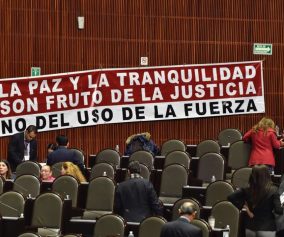 LA PAZ Y LA TRANQUILIDAD
SON FRUTO DE LA JUSTICIA
NO DEL USO DE LA FUERZA